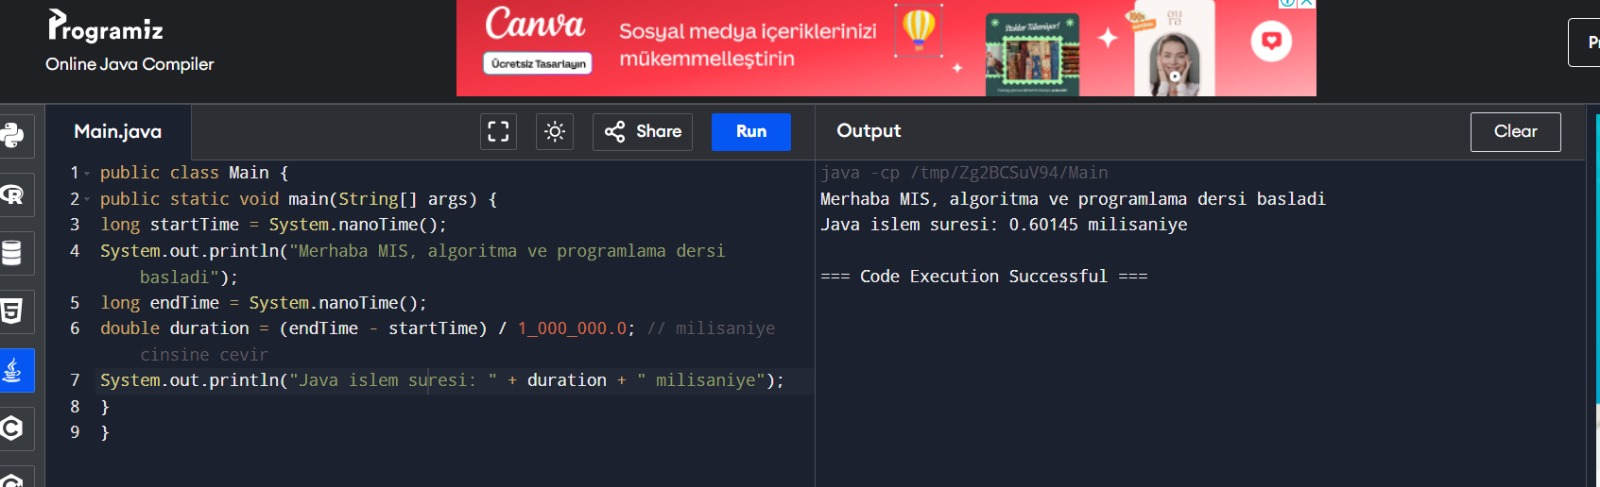 Programiz
Online Java Compiler
Canva
Ücretsiz Tasarlayın
Sosyal medya içeriklerinizi
mükemmelleştirin
Main.java
Share
Run
Output
Clear
1 public class Main {
2 public static void main(String[] args) {
3 long startTime = System.nanoTime();
4 System.out.println("Merhaba MIS, algoritma ve programlama dersi
basladi");
5 long endTime = System.nanoTime();
6 double duration = (endTime - startTime) / 1_000_000.0; // milisaniye
cinsine cevir
7 System.out.println("Java islem suresi: " + duration + " milisaniye");
8 }
9 }
java -cp /tmp/Zg2BCSuV94/Main
Merhaba MIS, algoritma ve programlama dersi basladi
Java islem suresi: 0.60145 milisaniye
=== Code Execution Successful ===